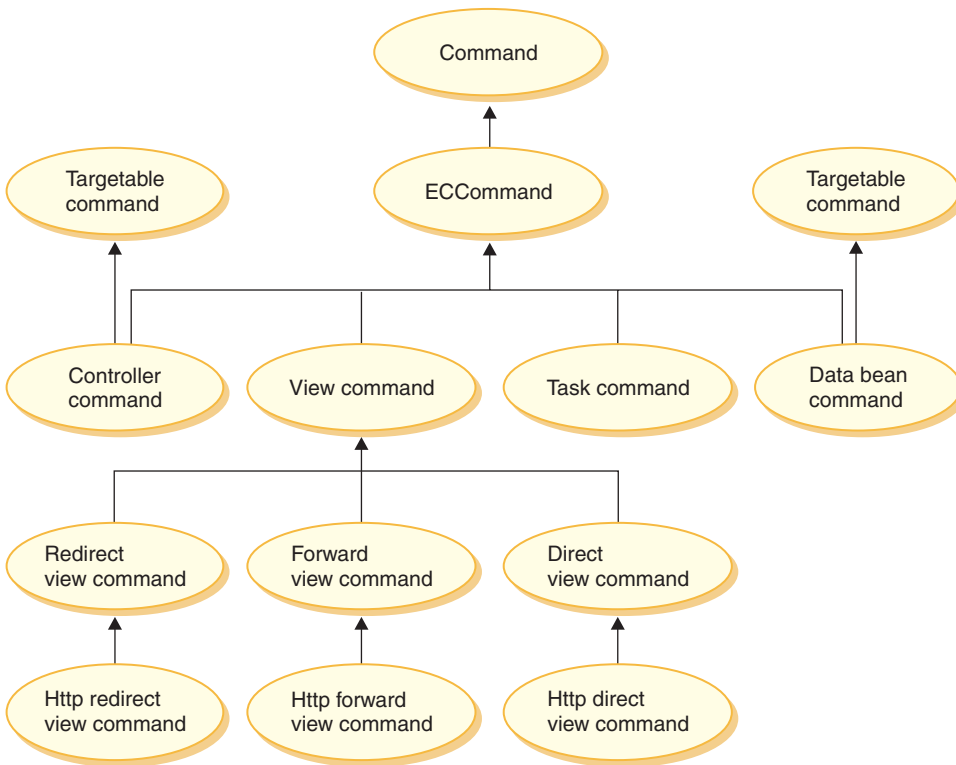 Command
Targetable
command
ECCommand
Targetable
command
Controller
command
View command
Task command
Data bean
command
Redirect
view command
Forward
view command
Direct
view command
Http redirect
view command
Http forward
view command
Http direct
view command